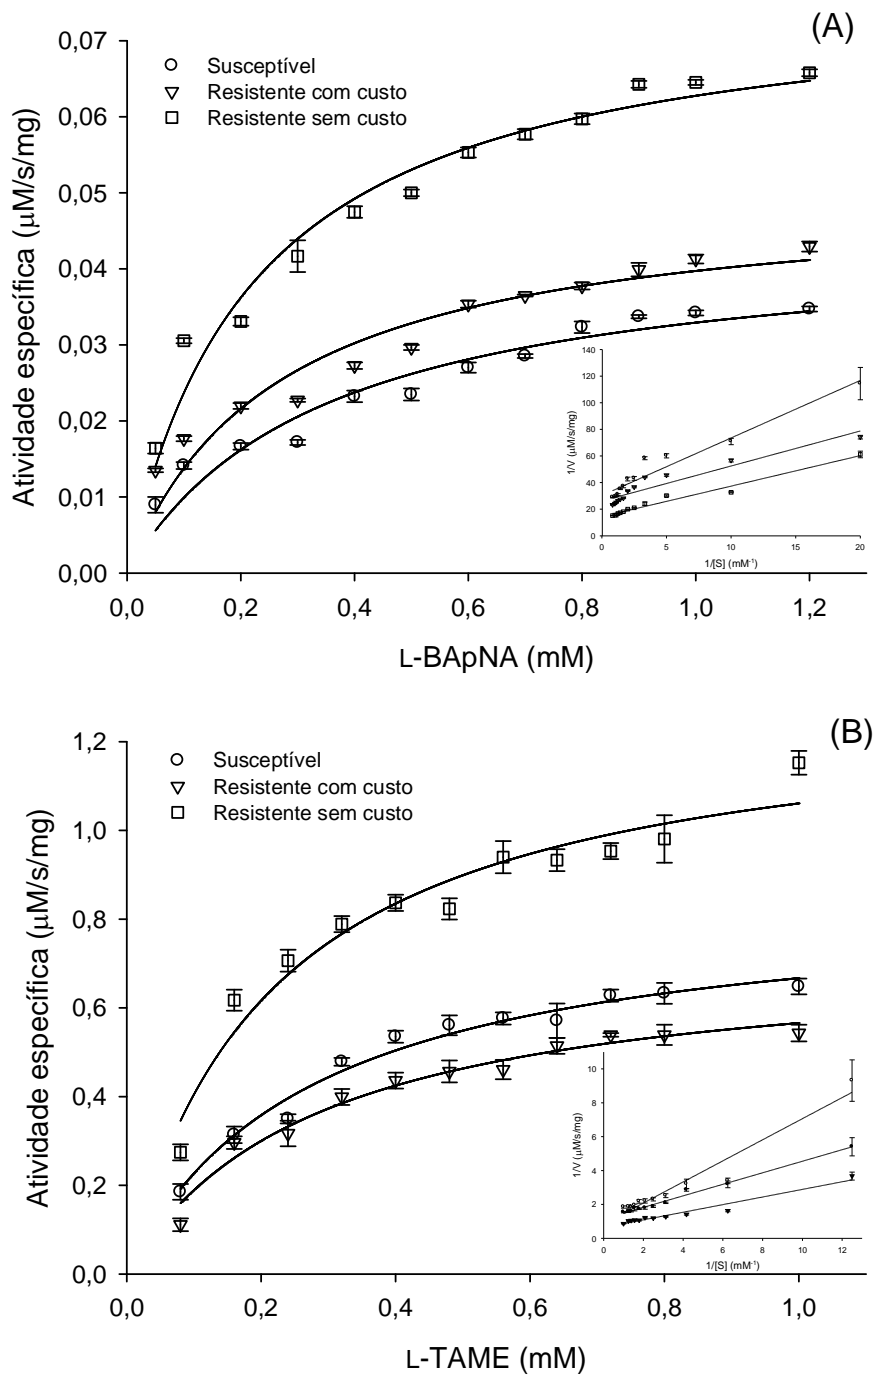 (A)
0,07
0,06
0,05
0,04
0,03
0,02
0,01
0,00
Atividade específica (μM/s/mg)
Susceptível
Resistente com custo
Resistente sem custo
140
120
100
80
60
40
20
0
1/V (μM/s/mg)
0 5 10 15 20
1/[S] (mM⁻¹)
0,0 0,2 0,4 0,6 0,8 1,0 1,2
L-BApNA (mM)
(B)
1,2
1,0
0,8
0,6
0,4
0,2
0,0
Atividade específica (μM/s/mg)
Susceptível
Resistente com custo
Resistente sem custo
10
8
6
4
2
0
1/V (μM/s/mg)
0 2 4 6 8 10 12
1/[S] (mM⁻¹)
0,0 0,2 0,4 0,6 0,8 1,0
L-TAME (mM)